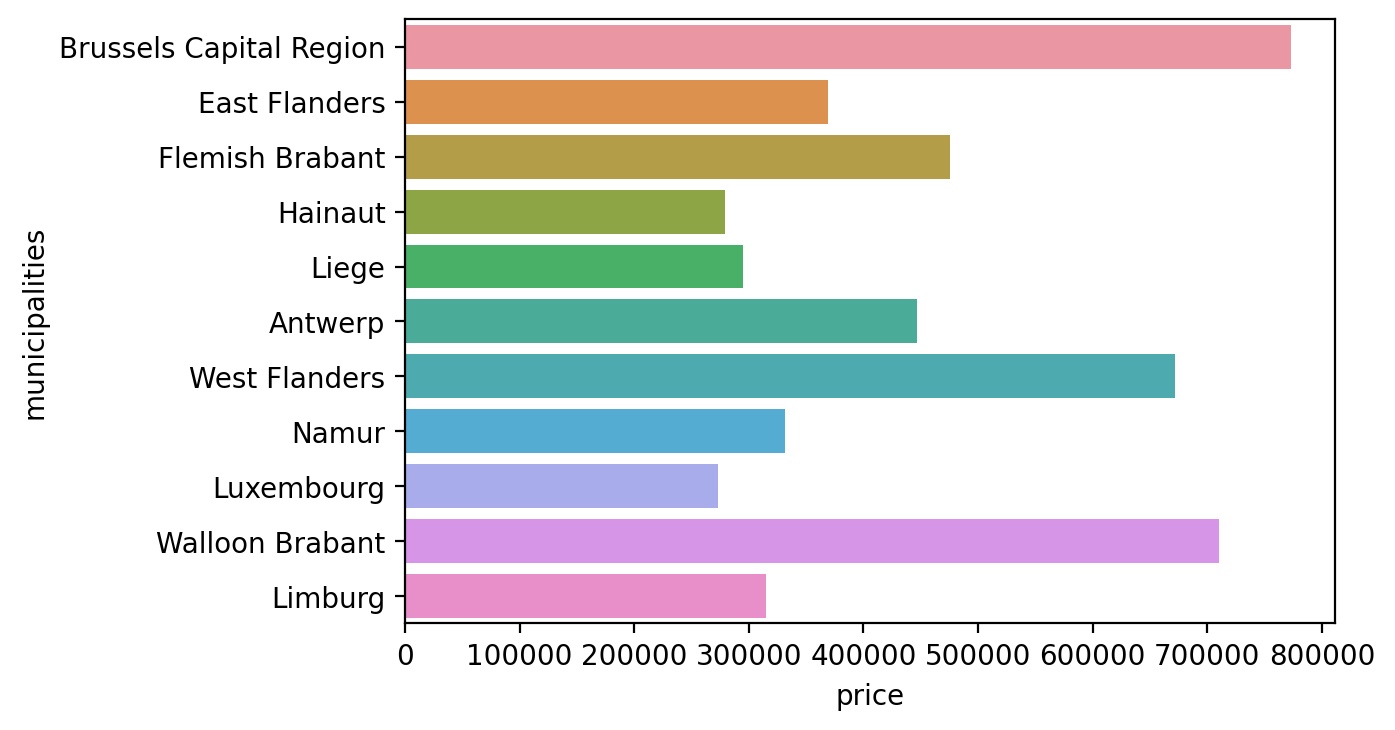 Brussels Capital Region
East Flanders
Flemish Brabant
Hainaut
Liege
Antwerp
West Flanders
Namur
Luxembourg
Walloon Brabant
Limburg
municipalities
0 100000 200000 300000 400000 500000 600000 700000 800000
price